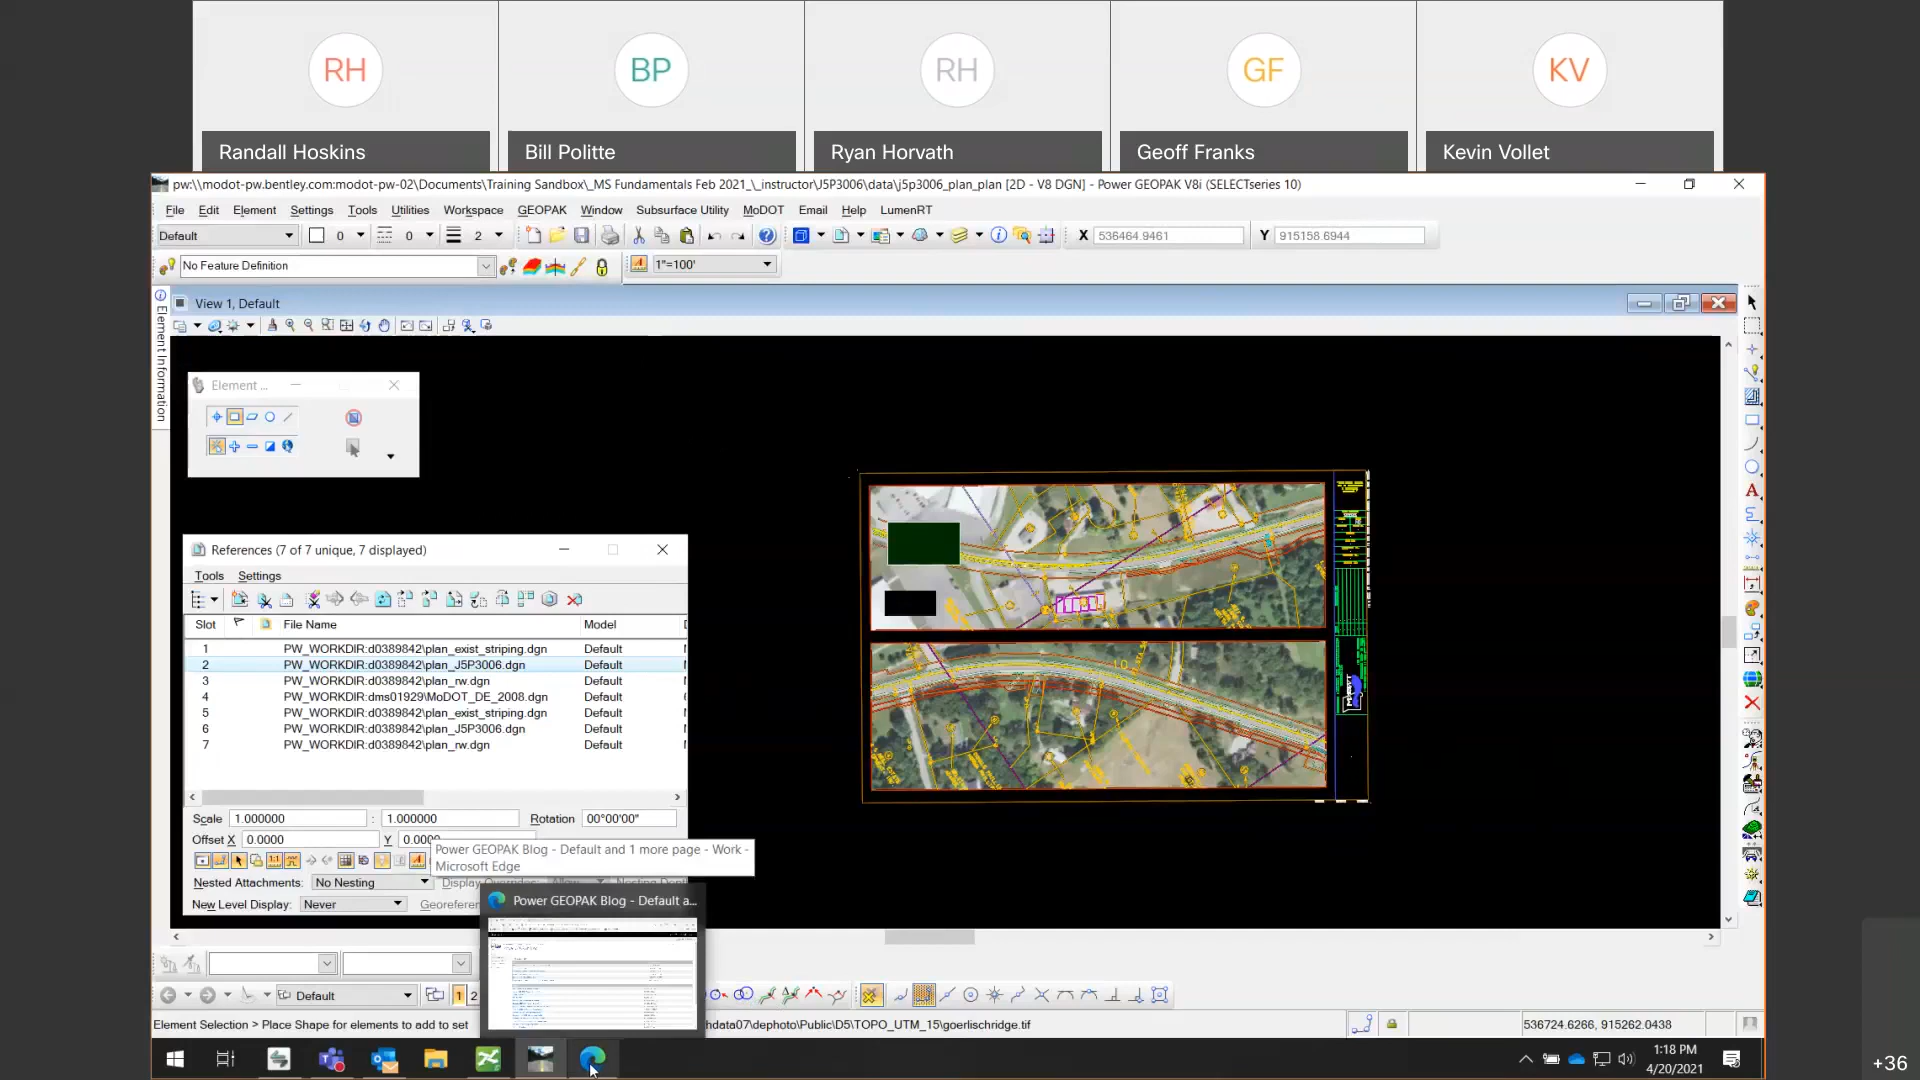 RH
BP
RH
GF
KV
Randall Hoskins
Bill Politte
Ryan Horvath
Geoff Franks
Kevin Vollet
pw:\\modot-pw.bentley.com:modot-pw-02\Documents\Training Sandbox\_MS Fundamentals Feb 2021_\_instructor\J5P3006\data\j5p3006_plan_plan [2D - V8 DGN] - Power GEOPAK V8i (SELECTseries 10)
File Edit Element Settings Tools Utilities Workspace GEOPAK Window Subsurface Utility MoDOT Email Help LumenRT
Default 0 0 2 X 536464.9461 Y 915158.6944
No Feature Definition 1"=100'
View 1, Default
Element Information
Element ...
References (7 of 7 unique, 7 displayed)
Tools Settings
Slot File Name Model
1 PW_WORKDIR:d0389842\plan_exist_striping.dgn Default
2 PW_WORKDIR:d0389842\plan_J5P3006.dgn Default
3 PW_WORKDIR:d0389842\plan_rw.dgn Default
4 PW_WORKDIR:dms01929\MoDOT_DE_2008.dgn Default
5 PW_WORKDIR:d0389842\plan_exist_striping.dgn Default
6 PW_WORKDIR:d0389842\plan_J5P3006.dgn Default
7 PW_WORKDIR:d0389842\plan_rw.dgn Default
Scale 1.000000 : 1.000000 Rotation 00°00'00"
Offset X 0.0000 Y 0.0000
Power GEOPAK Blog - Default and 1 more page - Work -
Microsoft Edge
Nested Attachments: No Nesting
New Level Display: Never
Power GEOPAK Blog - Default a...
Default 1 2
Element Selection > Place Shape for elements to add to set
hdata07\dephoto\Public\D5\TOPO_UTM_15\goerlischridge.tif
536724.6266, 915262.0438
1:18 PM
4/20/2021
+36